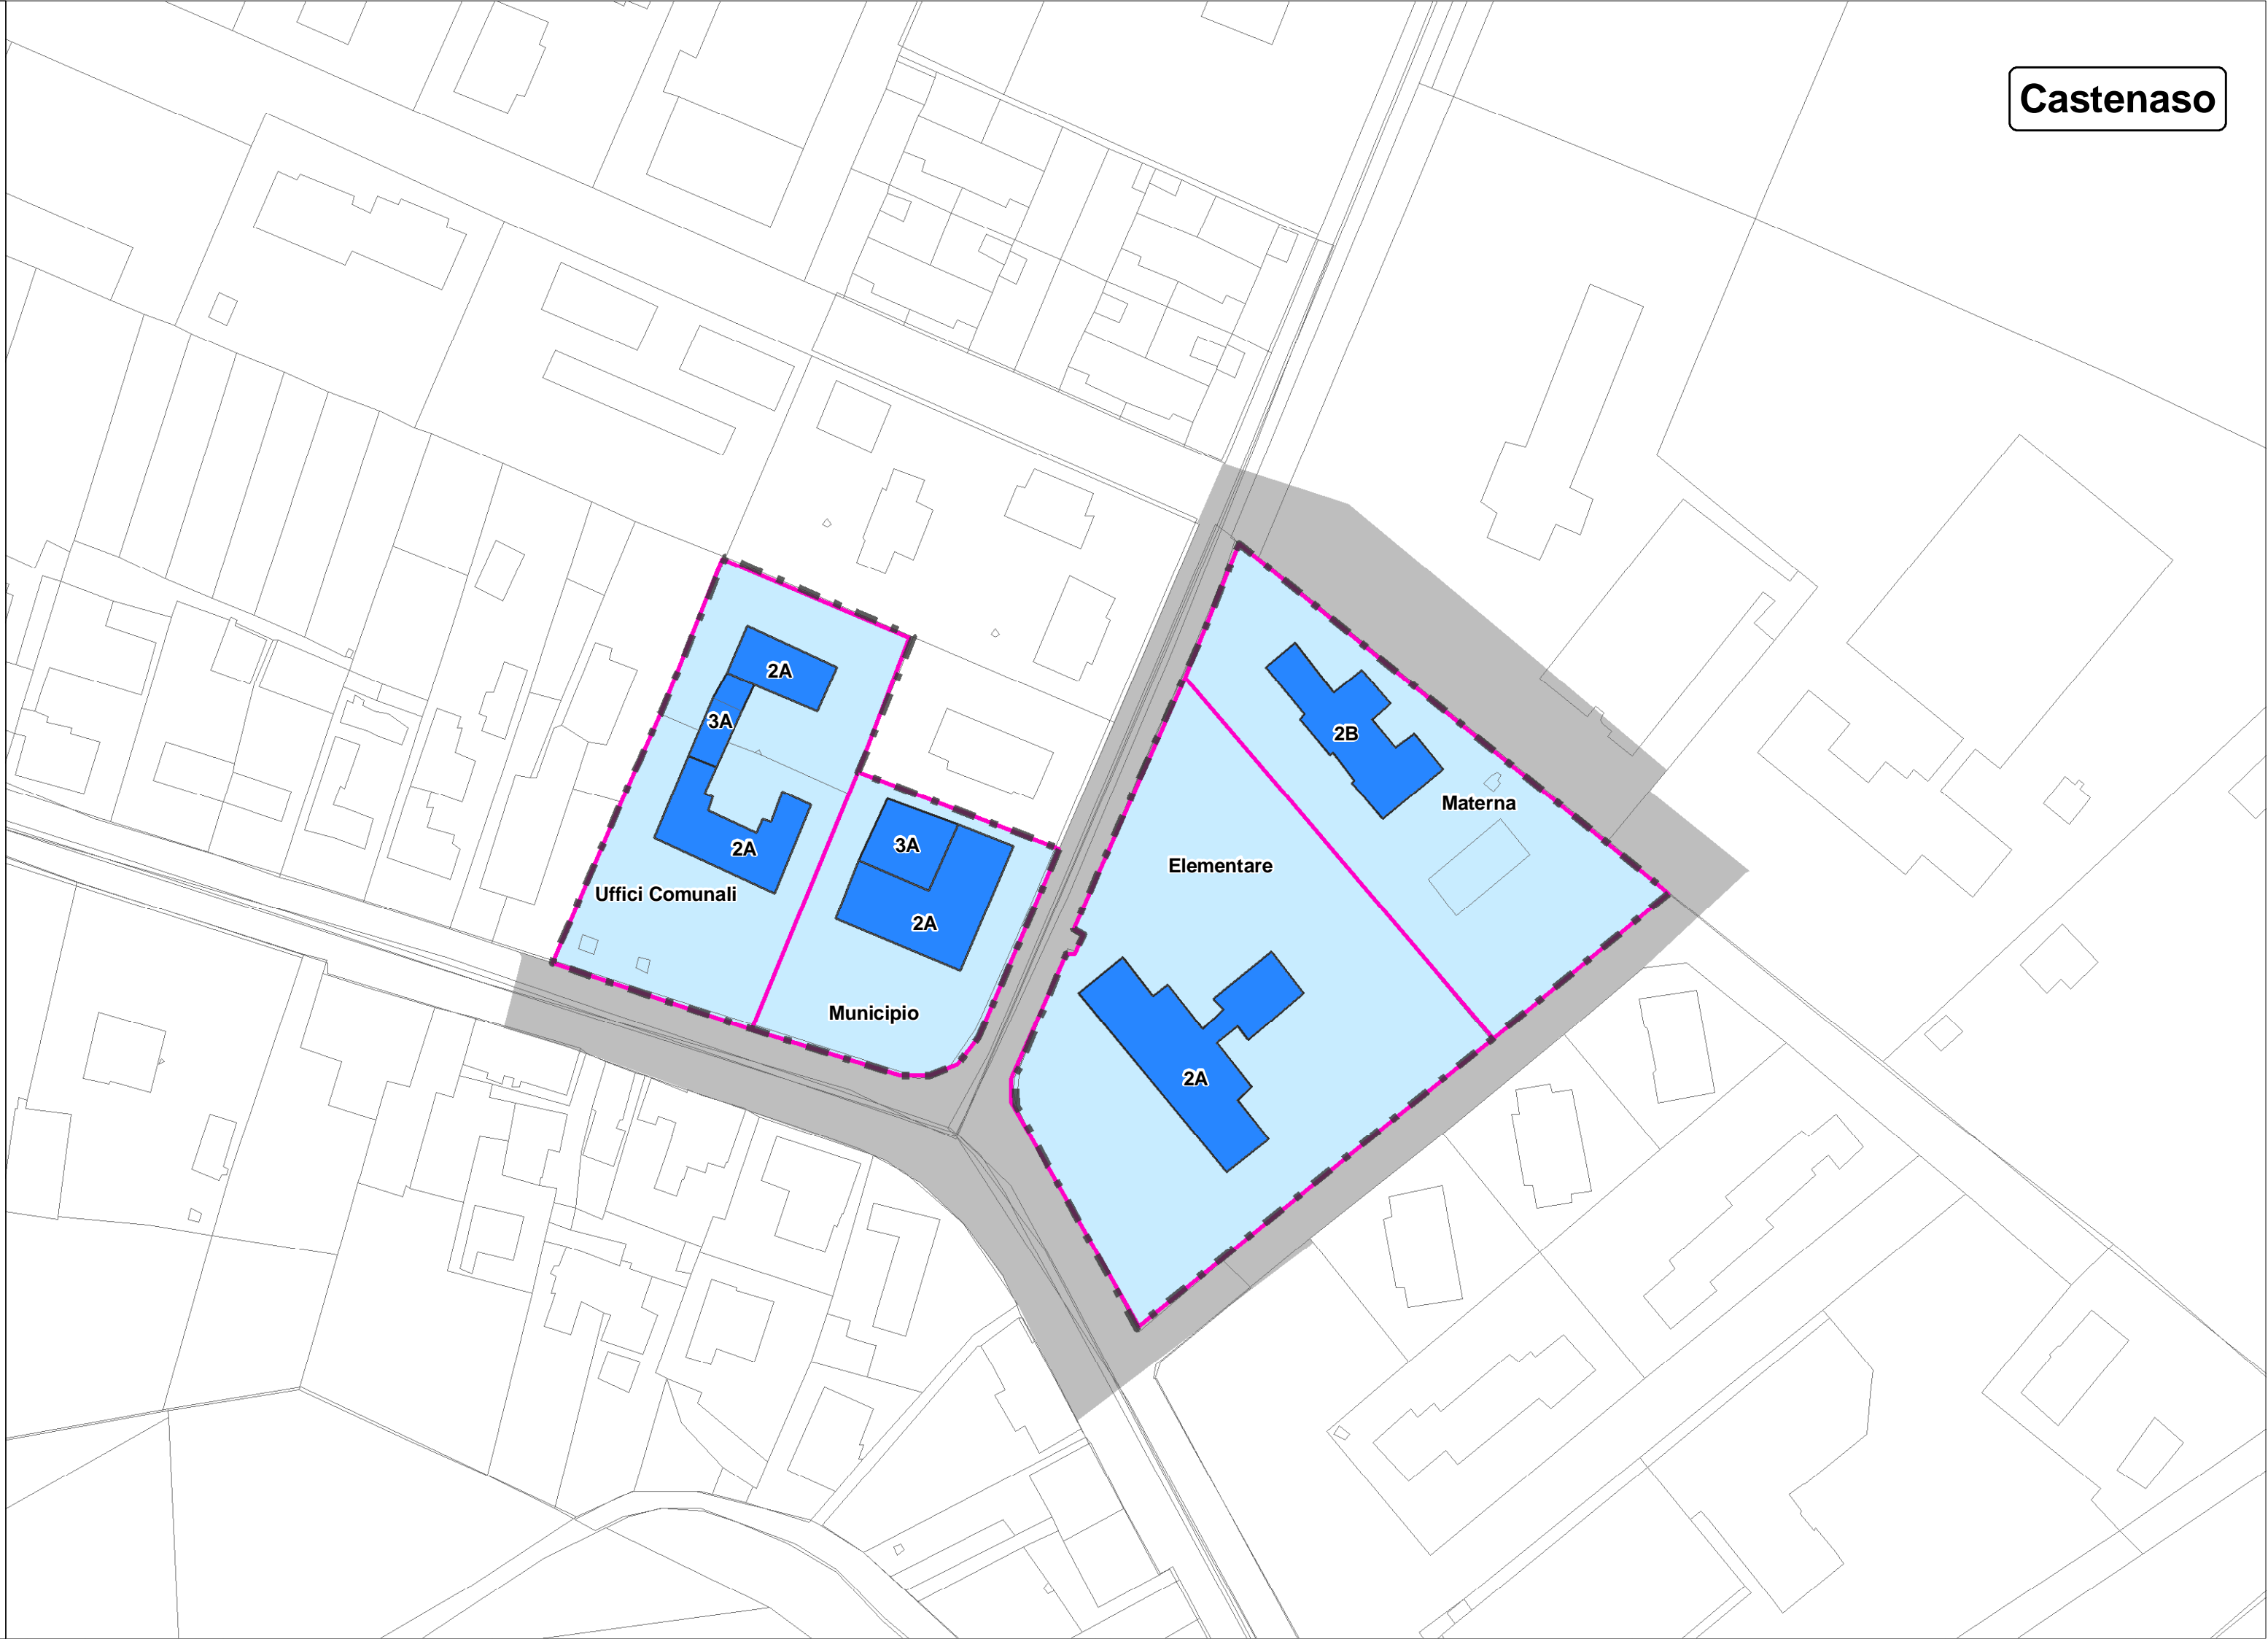 Castenaso
2A
3A
2B
Materna
2A
3A
Elementare
Uffici Comunali
2A
Municipio
2A